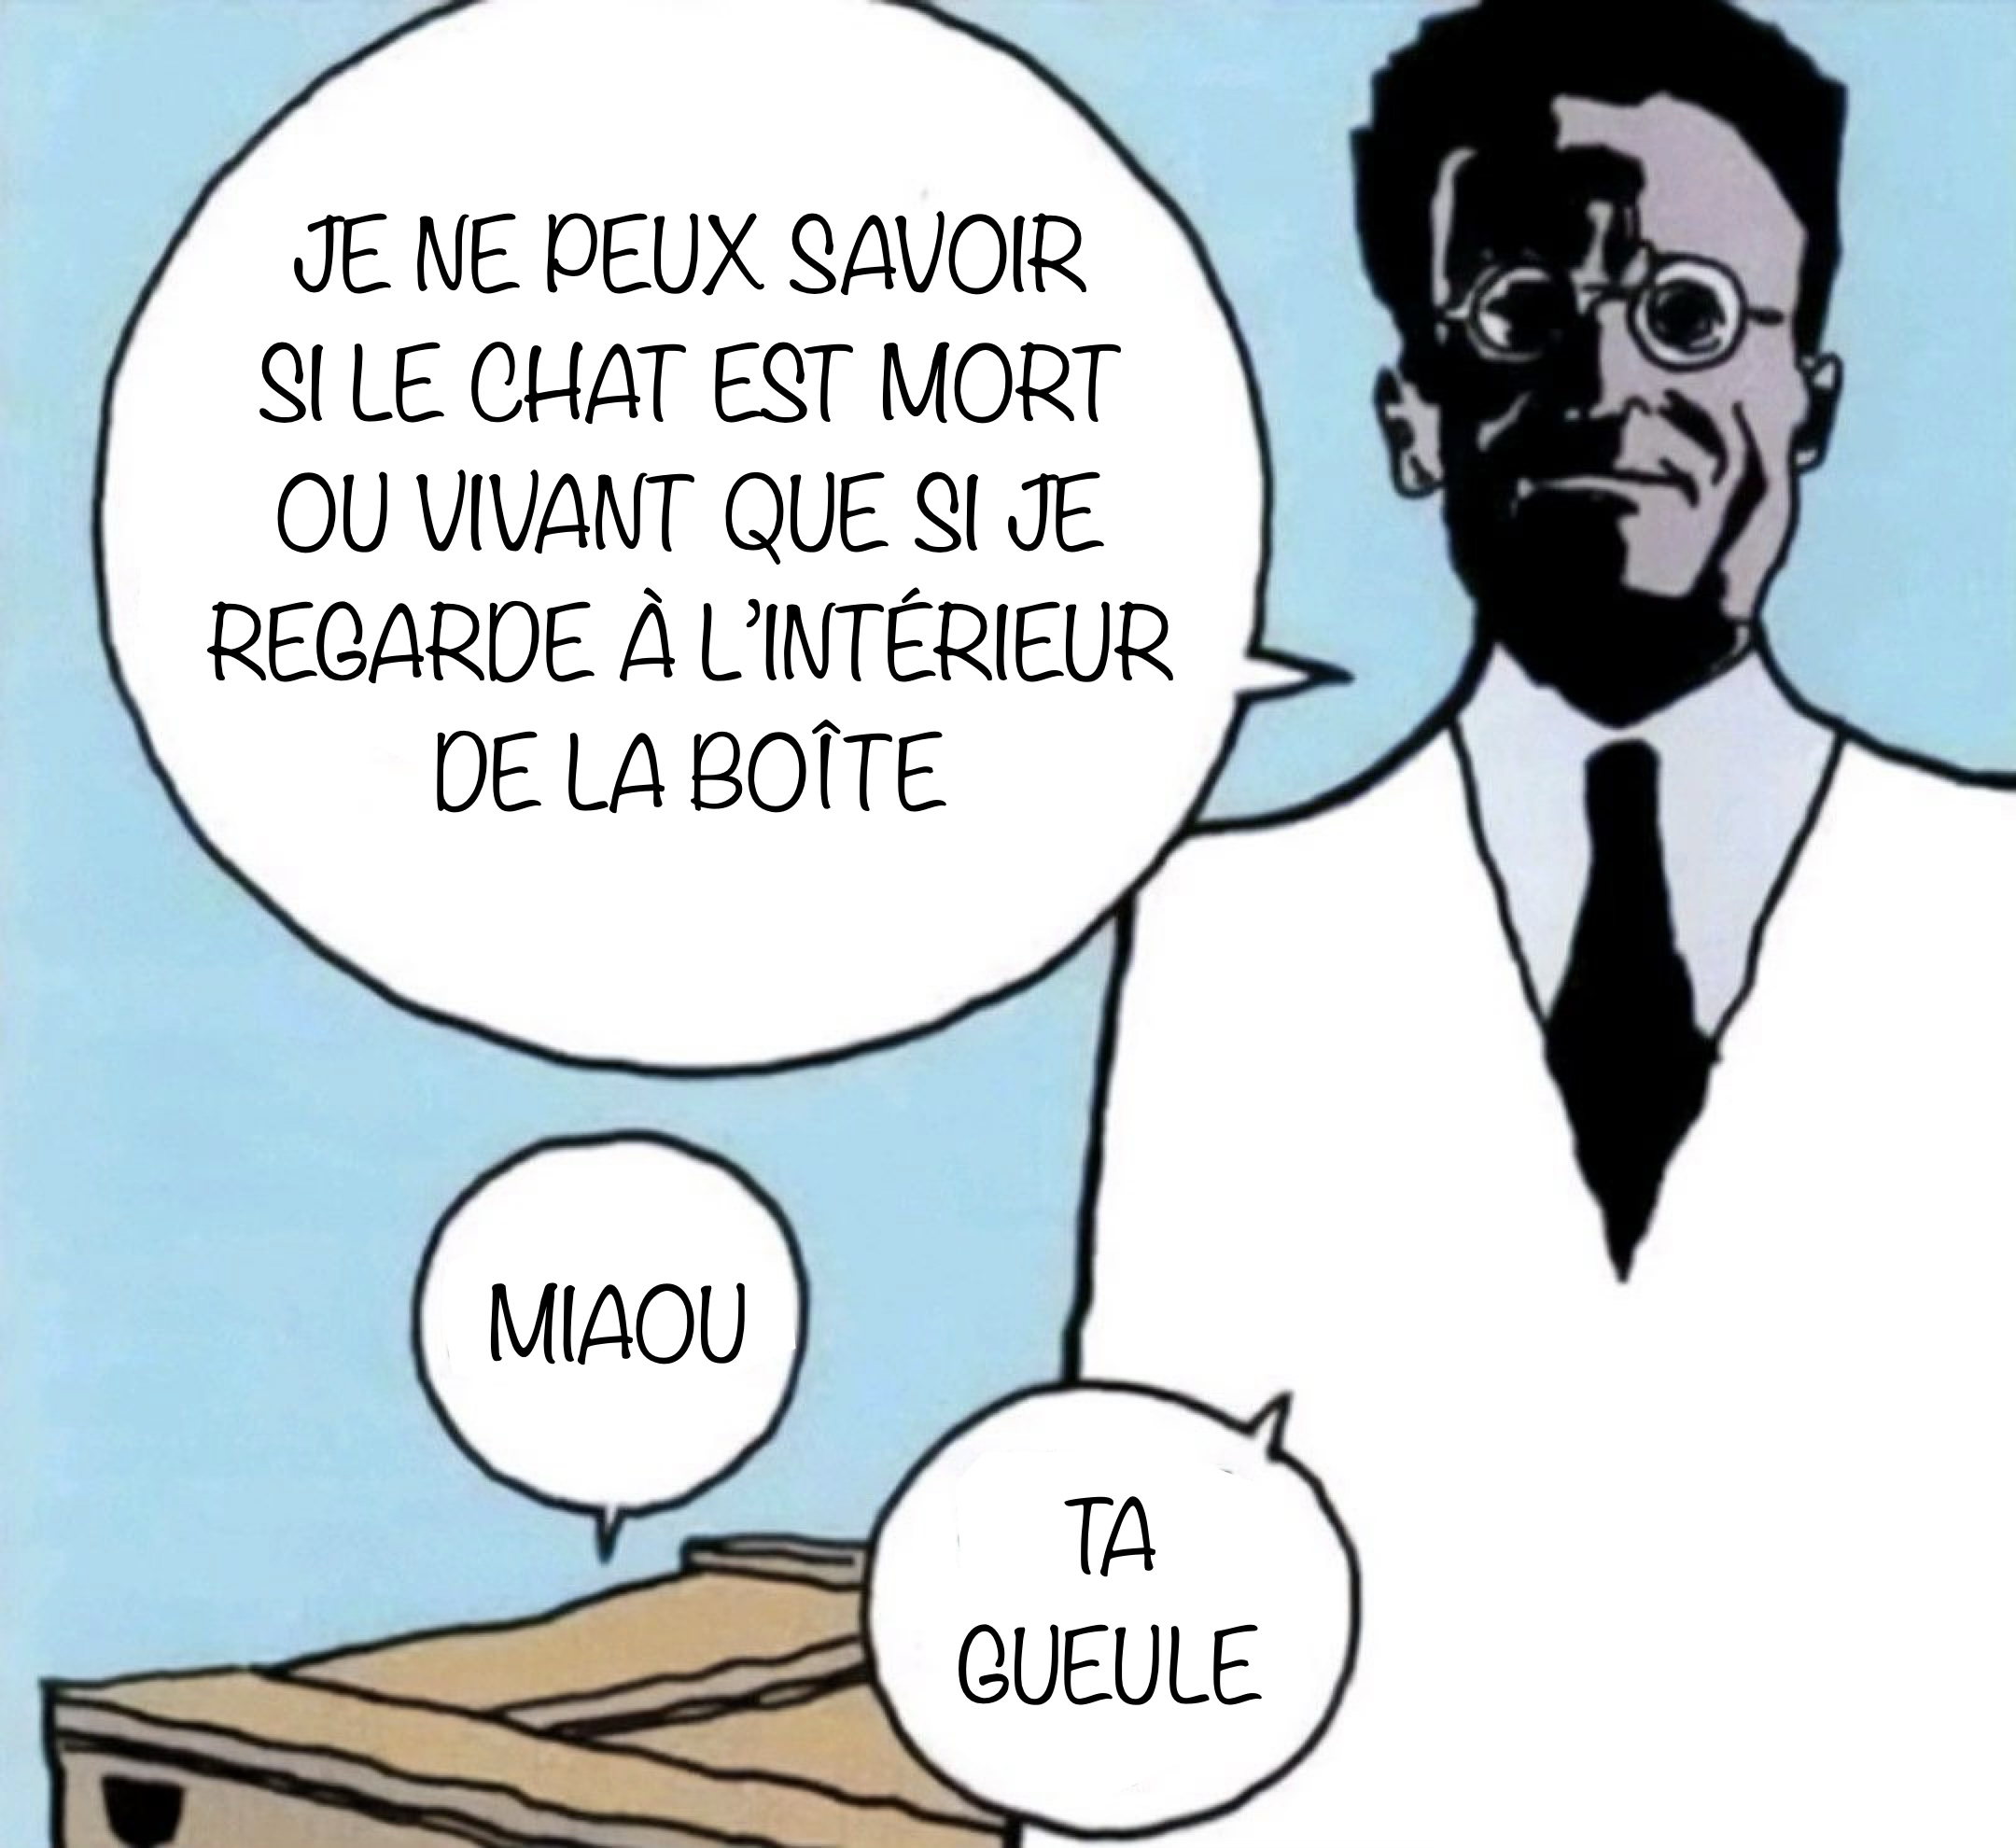 JE NE PEUX SAVOIR
SI LE CHAT EST MORT
OU VIVANT QUE SI JE
REGARDE À L'INTÉRIEUR
DE LA BOÎTE
MIAOU
TA
GUEULE